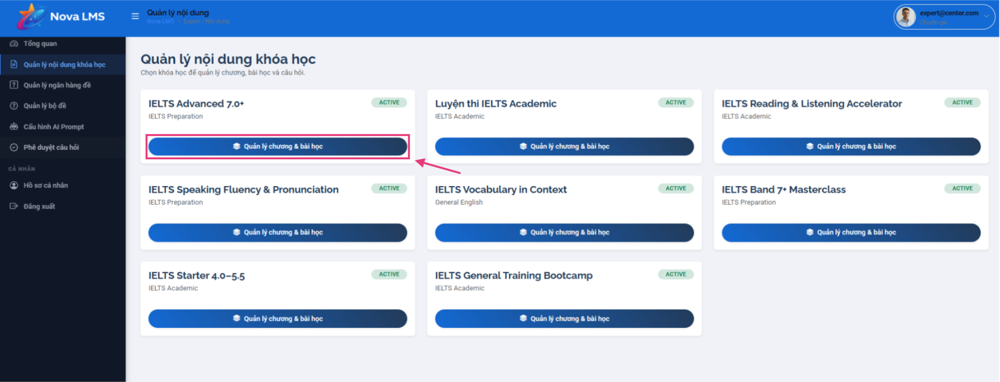 Nova LMS
Quản lý nội dung
Nova LMS > Expert / Nội dung
expert@center.com
Chuyên gia
Tổng quan
Quản lý nội dung khóa học
Quản lý ngân hàng đề
Quản lý bộ đề
Cấu hình AI Prompt
Phê duyệt câu hỏi
CÁ NHÂN
Hồ sơ cá nhân
Đăng xuất
Quản lý nội dung khóa học
Chọn khóa học để quản lý chương, bài học và câu hỏi.
IELTS Advanced 7.0+
ACTIVE
IELTS Preparation
Quản lý chương & bài học
Luyện thi IELTS Academic
ACTIVE
IELTS Academic
Quản lý chương & bài học
IELTS Reading & Listening Accelerator
ACTIVE
IELTS Academic
Quản lý chương & bài học
IELTS Speaking Fluency & Pronunciation
ACTIVE
IELTS Preparation
Quản lý chương & bài học
IELTS Vocabulary in Context
ACTIVE
General English
Quản lý chương & bài học
IELTS Band 7+ Masterclass
ACTIVE
IELTS Preparation
Quản lý chương & bài học
IELTS Starter 4.0–5.5
ACTIVE
IELTS Academic
Quản lý chương & bài học
IELTS General Training Bootcamp
ACTIVE
IELTS Academic
Quản lý chương & bài học